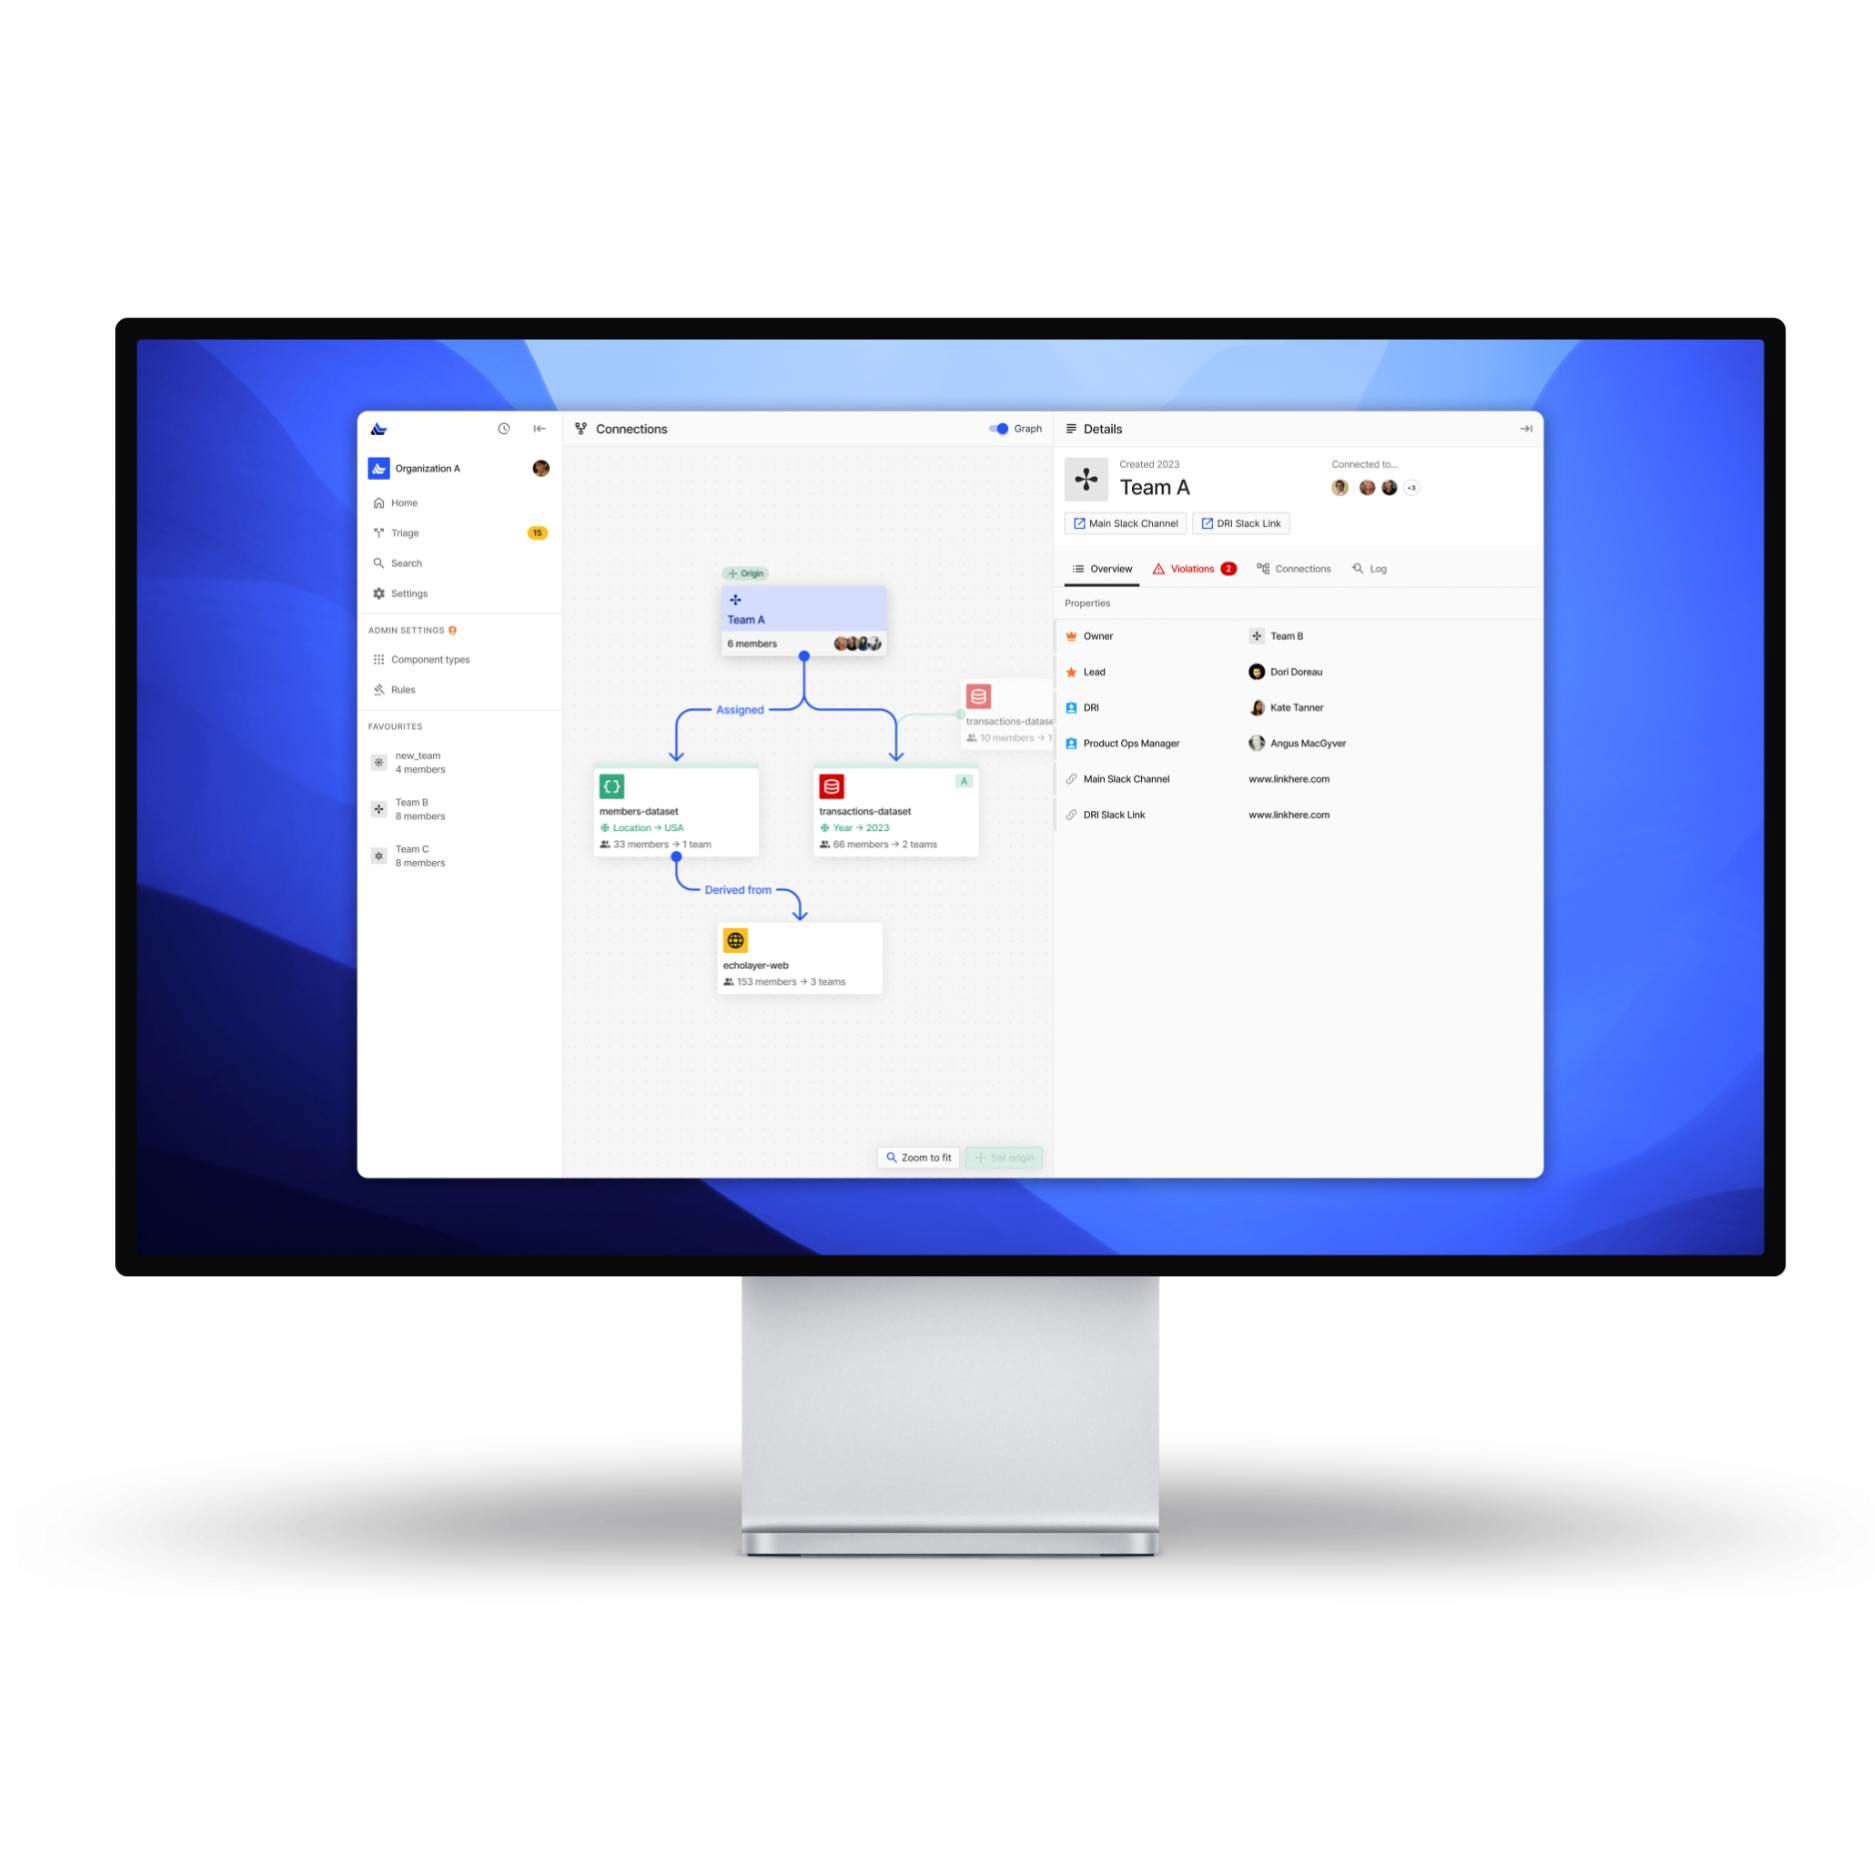 Organization A
Home
Triage
15
Search
Settings
ADMIN SETTINGS
Component types
Rules
FAVOURITES
new_team
4 members
Team B
8 members
Team C
8 members
Connections
Graph
Origin
Team A
6 members
Assigned
transactions-datase
10 members → 1
members-dataset
Location → USA
33 members → 1 team
A
transactions-dataset
Year → 2023
66 members → 2 teams
Derived from
echolayer-web
153 members → 3 teams
Zoom to fit
Set origin
Details
Created 2023
Team A
Connected to...
+3
Main Slack Channel
DRI Slack Link
Overview
Violations 2
Connections
Log
Properties
Owner Team B
Lead Dori Doreau
DRI Kate Tanner
Product Ops Manager Angus MacGyver
Main Slack Channel www.linkhere.com
DRI Slack Link www.linkhere.com